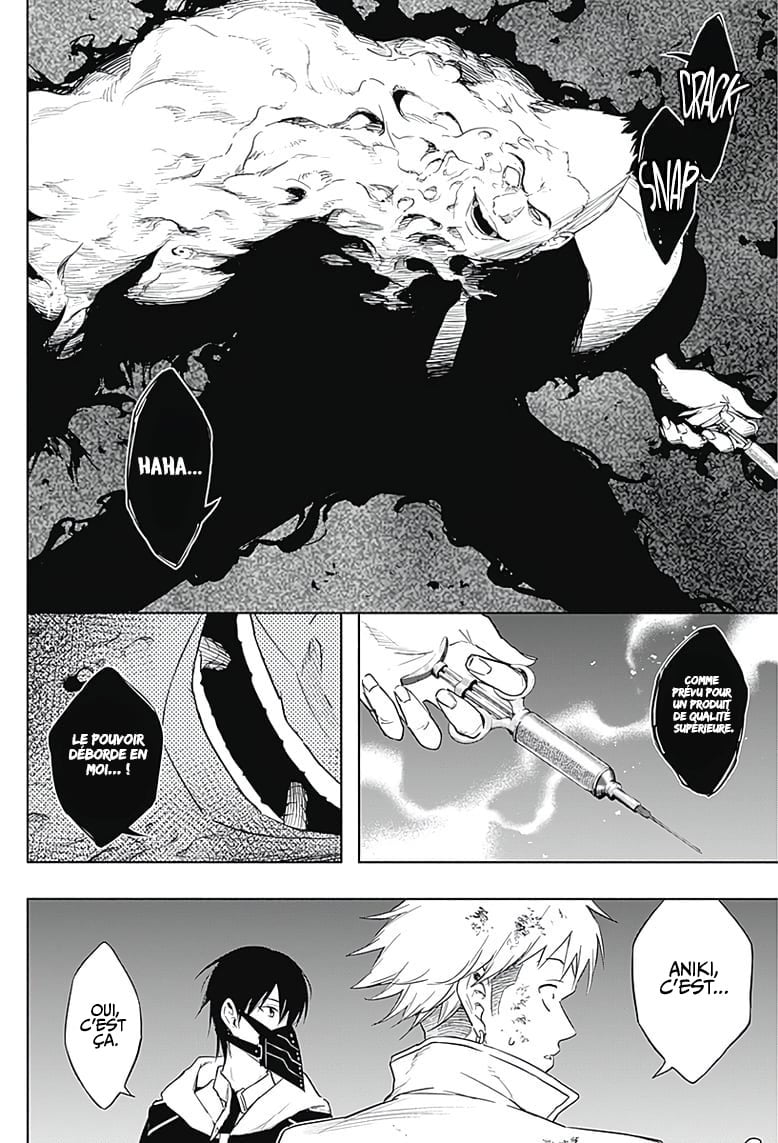 CRACK
SNAP
HAHA...
COMME
PRÉVU POUR
UN PRODUIT
DE QUALITÉ
SUPÉRIEURE.
LE POUVOIR
DÉBORDE EN
MOI... !
ANIKI,
C'EST...
OUI,
C'EST
ÇA.